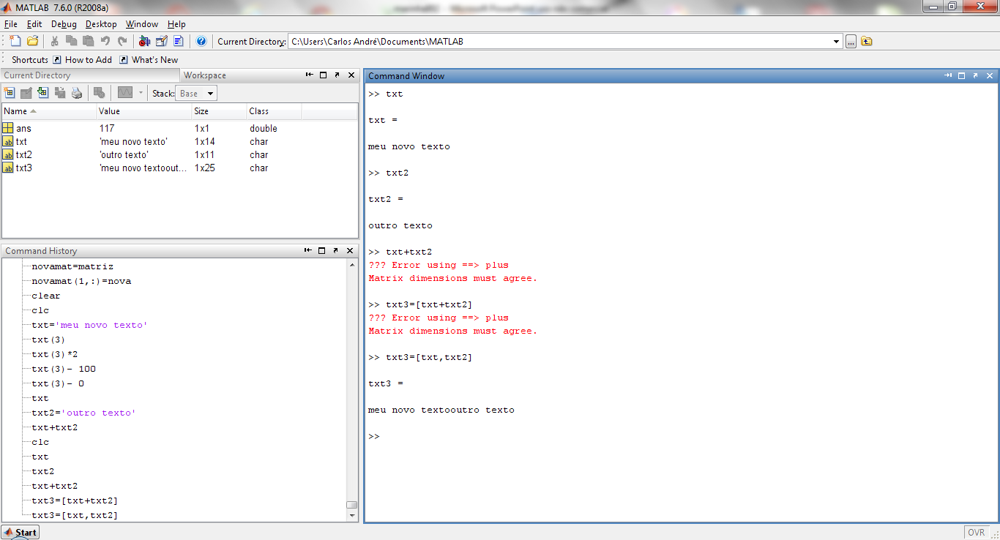 MATLAB 7.6.0 (R2008a)
File Edit Debug Desktop Window Help
Current Directory: C:\Users\Carlos André\Documents\MATLAB
Shortcuts How to Add What's New
Current Directory Workspace
Stack: Base
Name Value Size Class
ans 117 1x1 double
txt 'meu novo texto' 1x14 char
txt2 'outro texto' 1x11 char
txt3 'meu novo textoout... 1x25 char
Command History
novamat=matriz
novamat(1,:)=nova
clear
clc
txt='meu novo texto'
txt(3)
txt(3)*2
txt(3)- 100
txt(3)- 0
txt
txt2='outro texto'
txt+txt2
clc
txt
txt2
txt+txt2
txt3=[txt+txt2]
txt3=[txt,txt2]
Command Window
>> txt
txt =
meu novo texto
>> txt2
txt2 =
outro texto
>> txt+txt2
??? Error using ==> plus
Matrix dimensions must agree.
>> txt3=[txt+txt2]
??? Error using ==> plus
Matrix dimensions must agree.
>> txt3=[txt,txt2]
txt3 =
meu novo textooutro texto
>>
Start
OVR